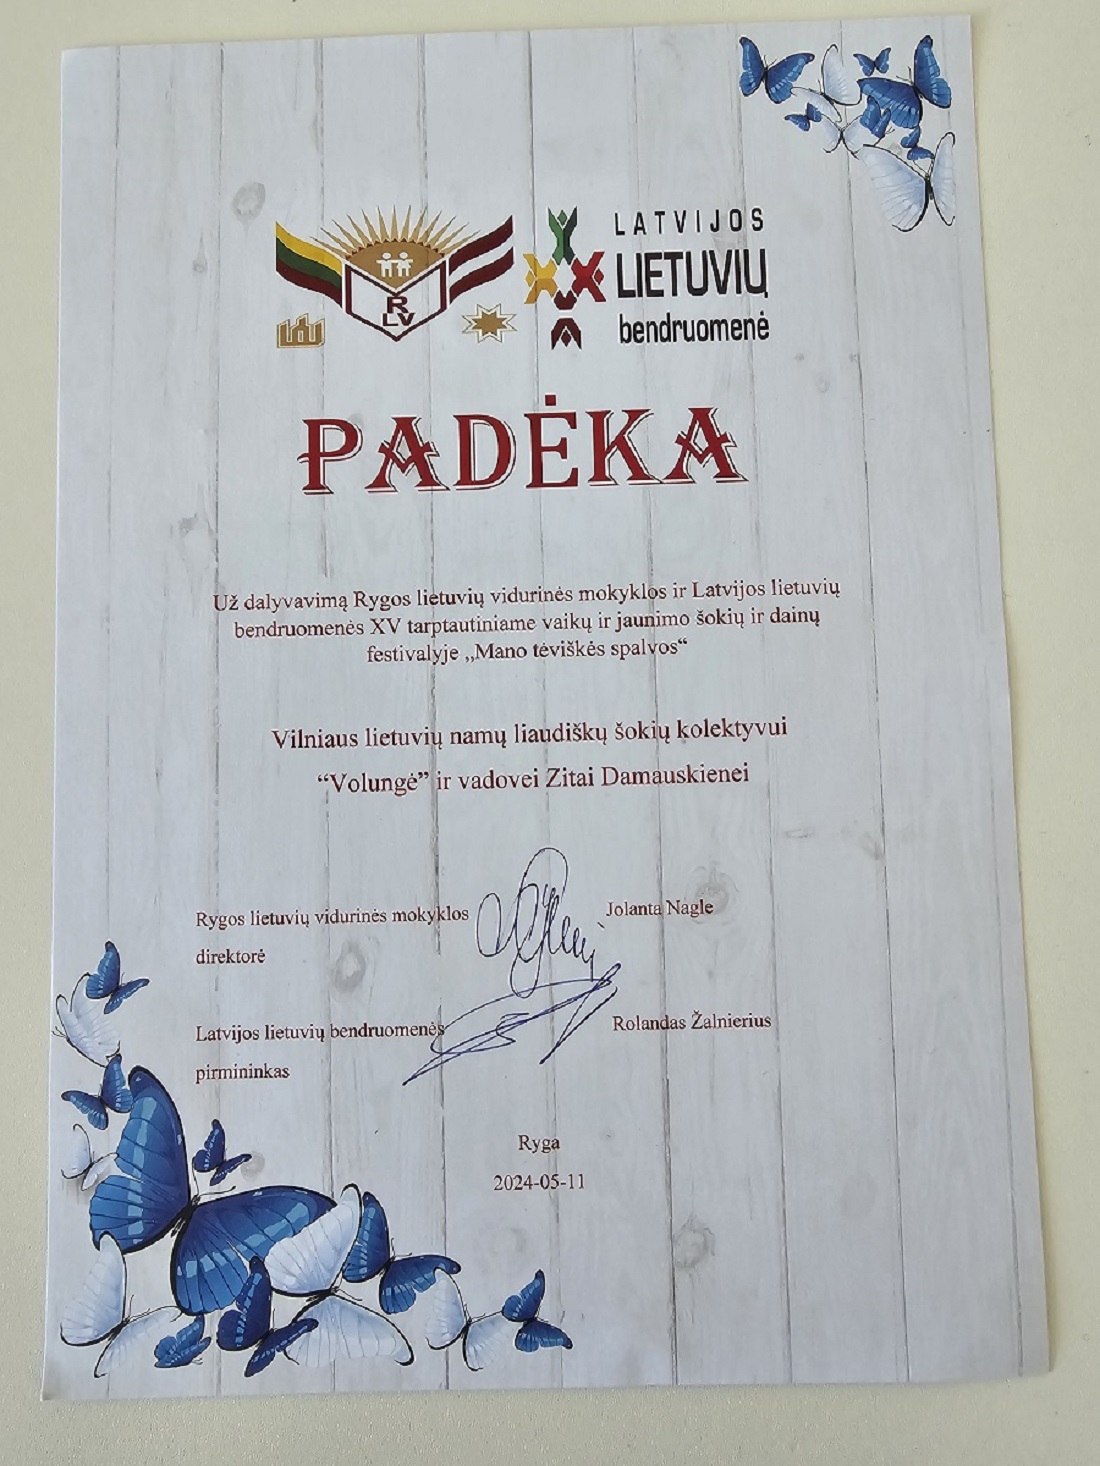 R
LV
LATVIJOS
LIETUVIŲ
bendruomenė
PADĖKA
Už dalyvavimą Rygos lietuvių vidurinės mokyklos ir Latvijos lietuvių
bendruomenės XV tarptautiniame vaikų ir jaunimo šokių ir dainų
festivalyje „Mano tėviškės spalvos“
Vilniaus lietuvių namų liaudiškų šokių kolektyvui
“Volungė” ir vadovei Zitai Damauskienei
Rygos lietuvių vidurinės mokyklos Jolanta Nagle
direktorė
Latvijos lietuvių bendruomenės Rolandas Žalnierius
pirmininkas
Ryga
2024-05-11